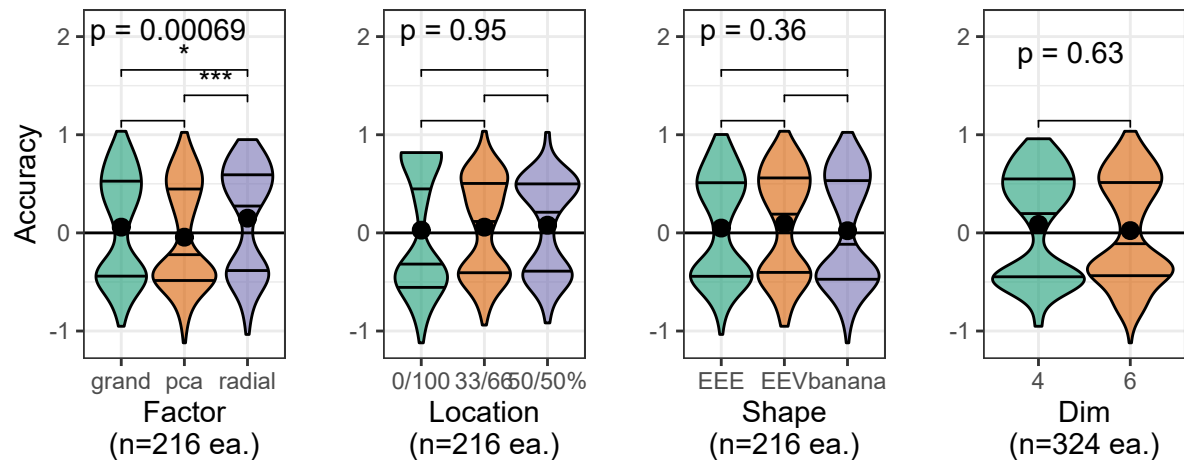 p = 0.00069
*
***
p = 0.95
p = 0.36
p = 0.63
Accuracy
2
1
0
-1
2
1
0
-1
2
1
0
-1
2
1
0
-1
grand pca radial
0/100 33/66 50/50%
EEE EEV banana
4 6
Factor
(n=216 ea.)
Location
(n=216 ea.)
Shape
(n=216 ea.)
Dim
(n=324 ea.)